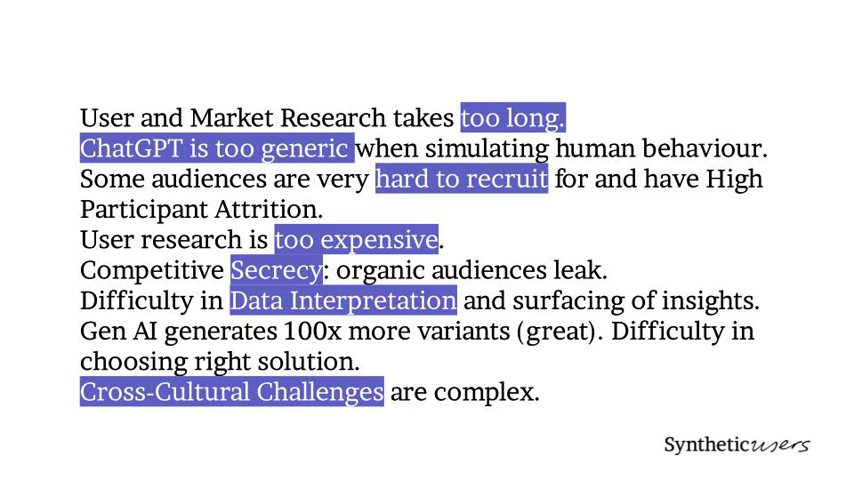 User and Market Research takes too long.
ChatGPT is too generic when simulating human behaviour.
Some audiences are very hard to recruit for and have High
Participant Attrition.
User research is too expensive.
Competitive Secrecy: organic audiences leak.
Difficulty in Data Interpretation and surfacing of insights.
Gen AI generates 100x more variants (great). Difficulty in
choosing right solution.
Cross-Cultural Challenges are complex.
Syntheticusers